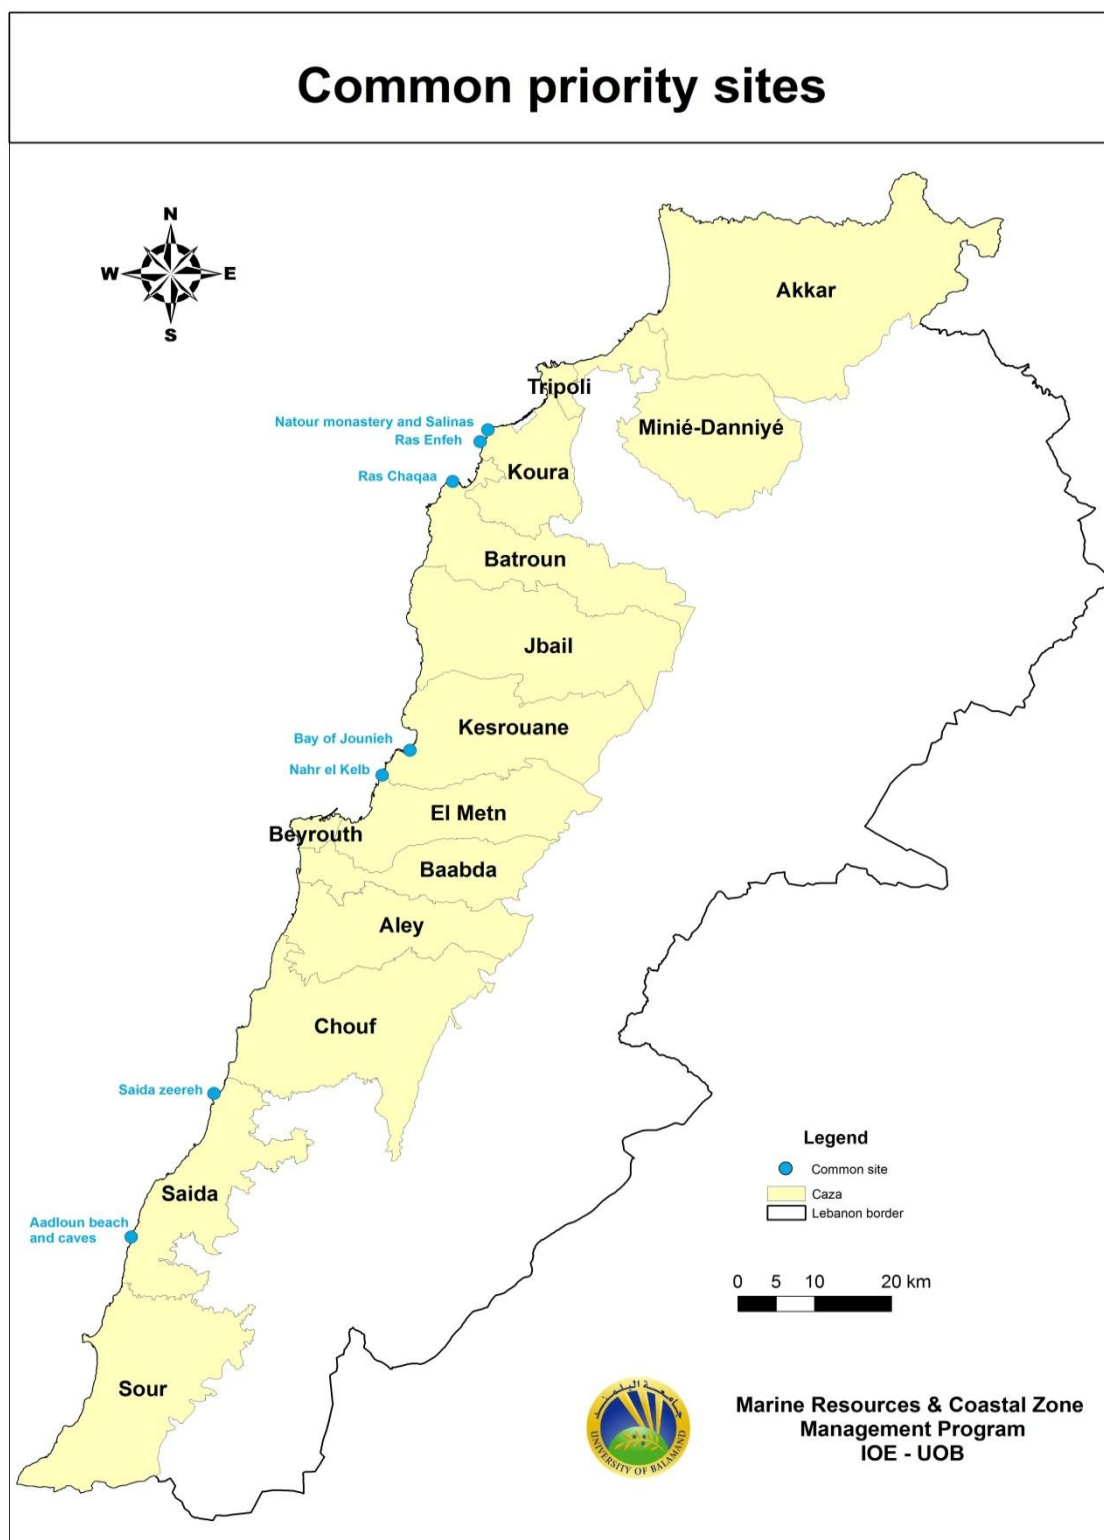 Common priority sites
N
W
E
S
Akkar
Tripoli
Minié-Danniyé
Natour monastery and Salinas
Ras Enfeh
Koura
Ras Chaqaa
Batroun
Jbail
Kesrouane
Bay of Jounieh
Nahr el Kelb
El Metn
Beyrouth
Baabda
Aley
Chouf
Saida zeereh
Saida
Aadloun beach
and caves
Sour
Legend
Common site
Caza
Lebanon border
0 5 10 20 km
جامعة البلمند
UNIVERSITY OF BALAMAND
Marine Resources & Coastal Zone
Management Program
IOE - UOB